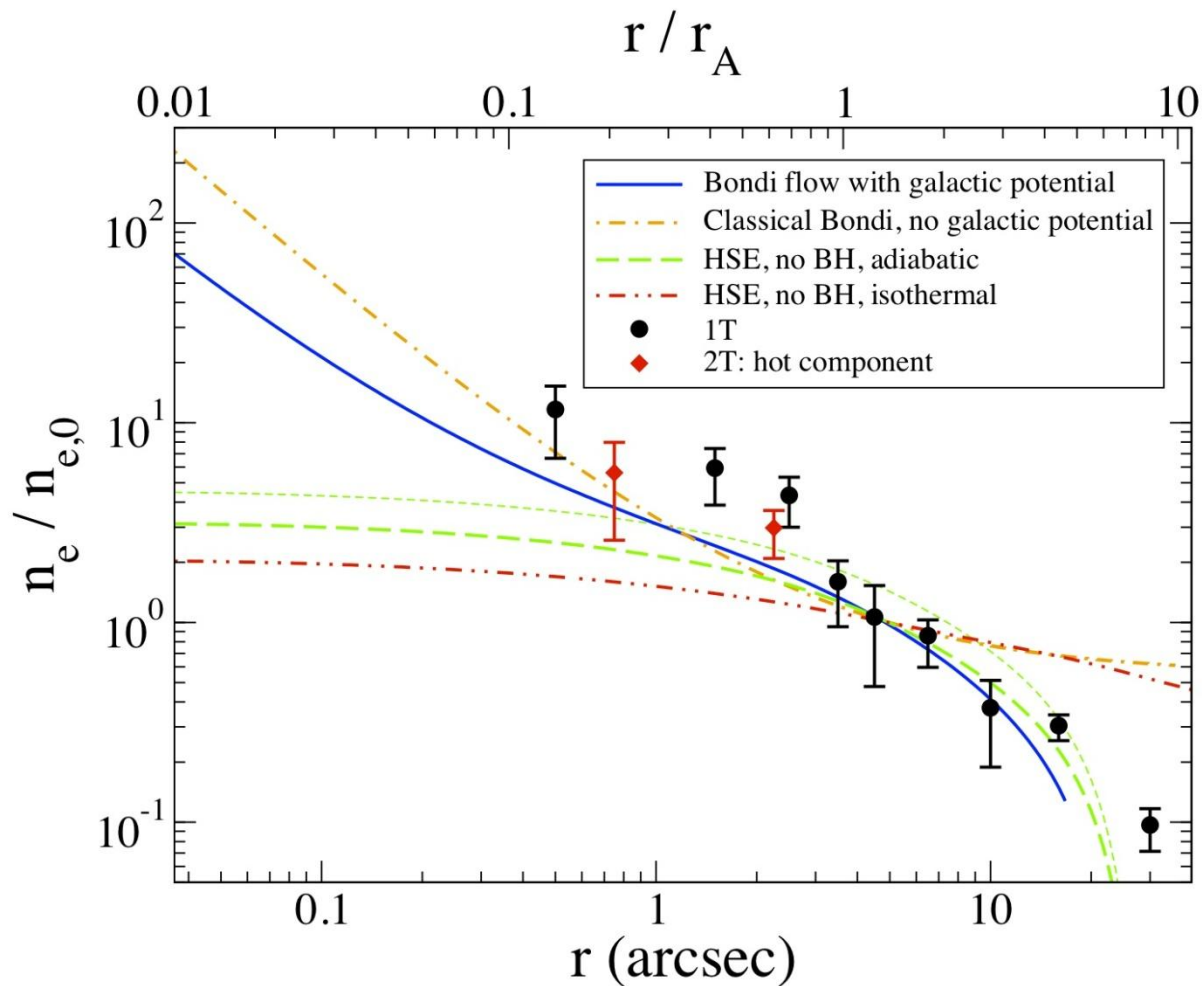 r / r_A
0.01 0.1 1 10
Bondi flow with galactic potential
Classical Bondi, no galactic potential
HSE, no BH, adiabatic
HSE, no BH, isothermal
1T
2T: hot component
10^2
10^1
10^0
10^-1
n_e / n_e,0
0.1 1 10
r (arcsec)